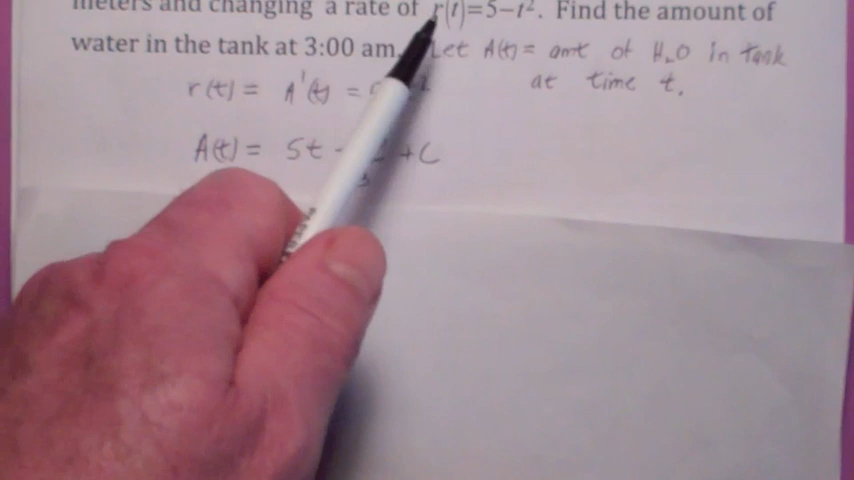 meters and changing a rate of r(t)=5−t². Find the amount of
water in the tank at 3:00 am. Let A(t) = amt of H₂O in Tank
r(t) = A'(t) = at time t.
A(t) = 5t - +C
3